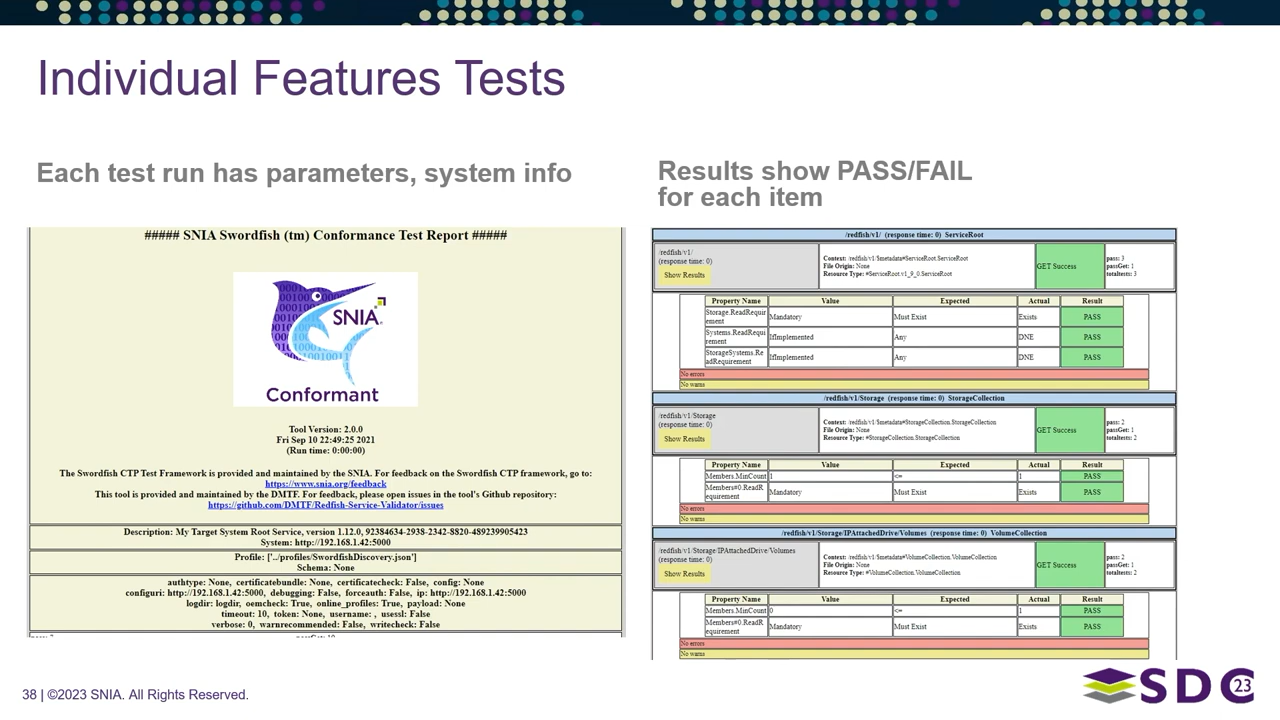 Individual Features Tests
Each test run has parameters, system info
##### SNIA Swordfish (tm) Conformance Test Report #####
SNIA
Conformant
Tool Version: 2.0.0
Fri Sep 10 22:49:25 2021
(Run time: 0:00:00)
The Swordfish CTP Test Framework is provided and maintained by the SNIA. For feedback on the Swordfish CTP framework, go to:
https://www.snia.org/feedback
This tool is provided and maintained by the DMTF. For feedback, please open issues in the tool's Github repository:
https://github.com/DMTF/Redfish-Service-Validator/issues
Description: My Target System Root Service, version 1.12.0, 92384634-2938-2342-8820-489239905423
System: http://192.168.1.42:5000
Profile: ['../profiles/SwordfishDiscovery.json']
Schema: None
authtype: None, certificatebundle: None, certificatecheck: False, config: None
configuri: http://192.168.1.42:5000, debugging: False, forceauth: False, ip: http://192.168.1.42:5000
logdir: logdir, oemcheck: True, online_profiles: True, payload: None
timeout: 10, token: None, username: , usessl: False
verbose: 0, warnrecommended: False, writecheck: False
Results show PASS/FAIL
for each item
/redfish/v1/ (response time: 0) ServiceRoot
/redfish/v1/
(response time: 0)
Show Results
Context: /redfish/v1/$metadata#ServiceRoot.ServiceRoot
File Origin: None
Resource Type: #ServiceRoot.v1_9_0.ServiceRoot
GET Success
pass: 3
passGet: 1
totaltests: 3
Property Name Value Expected Actual Result
Storage.ReadRequir
ement Mandatory Must Exist Exists PASS
Systems.ReadRequi
rement IfImplemented Any DNE PASS
StorageSystems.Re
adRequirement IfImplemented Any DNE PASS
No errors
No warns
/redfish/v1/Storage (response time: 0) StorageCollection
/redfish/v1/Storage
(response time: 0)
Show Results
Context: /redfish/v1/$metadata#StorageCollection.StorageCollection
File Origin: None
Resource Type: #StorageCollection.StorageCollection
GET Success
pass: 2
passGet: 1
totaltests: 2
Property Name Value Expected Actual Result
Members.MinCount 1 <= 1 PASS
Members#0.ReadR
equirement Mandatory Must Exist Exists PASS
No errors
No warns
/redfish/v1/Storage/IPAttachedDrive/Volumes (response time: 0) VolumeCollection
/redfish/v1/Storage/IPAttachedDrive/Volumes
(response time: 0)
Show Results
Context: /redfish/v1/$metadata#VolumeCollection.VolumeCollection
File Origin: None
Resource Type: #VolumeCollection.VolumeCollection
GET Success
pass: 2
passGet: 1
totaltests: 2
Property Name Value Expected Actual Result
Members.MinCount 0 <= 1 PASS
Members#0.ReadR
equirement Mandatory Must Exist Exists PASS
No errors
No warns
38 | ©2023 SNIA. All Rights Reserved.
SDC 23